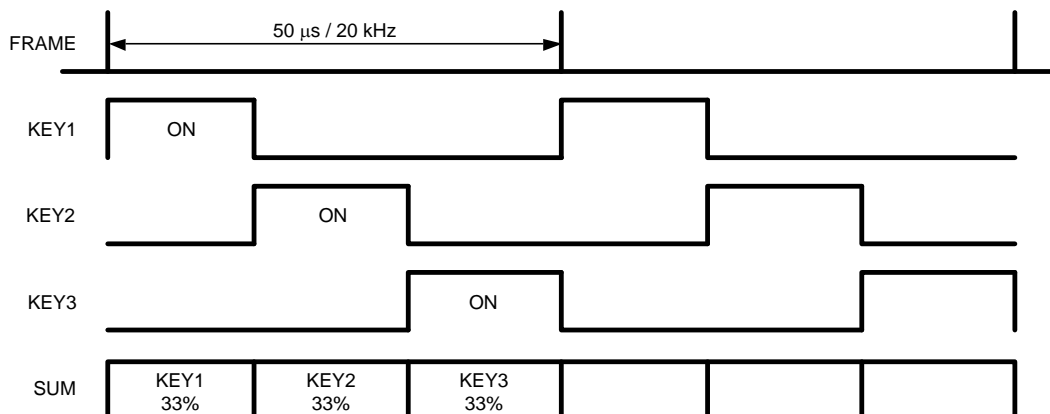 50 μs / 20 kHz
FRAME
KEY1
ON
KEY2
ON
KEY3
ON
SUM
KEY1
33%
KEY2
33%
KEY3
33%